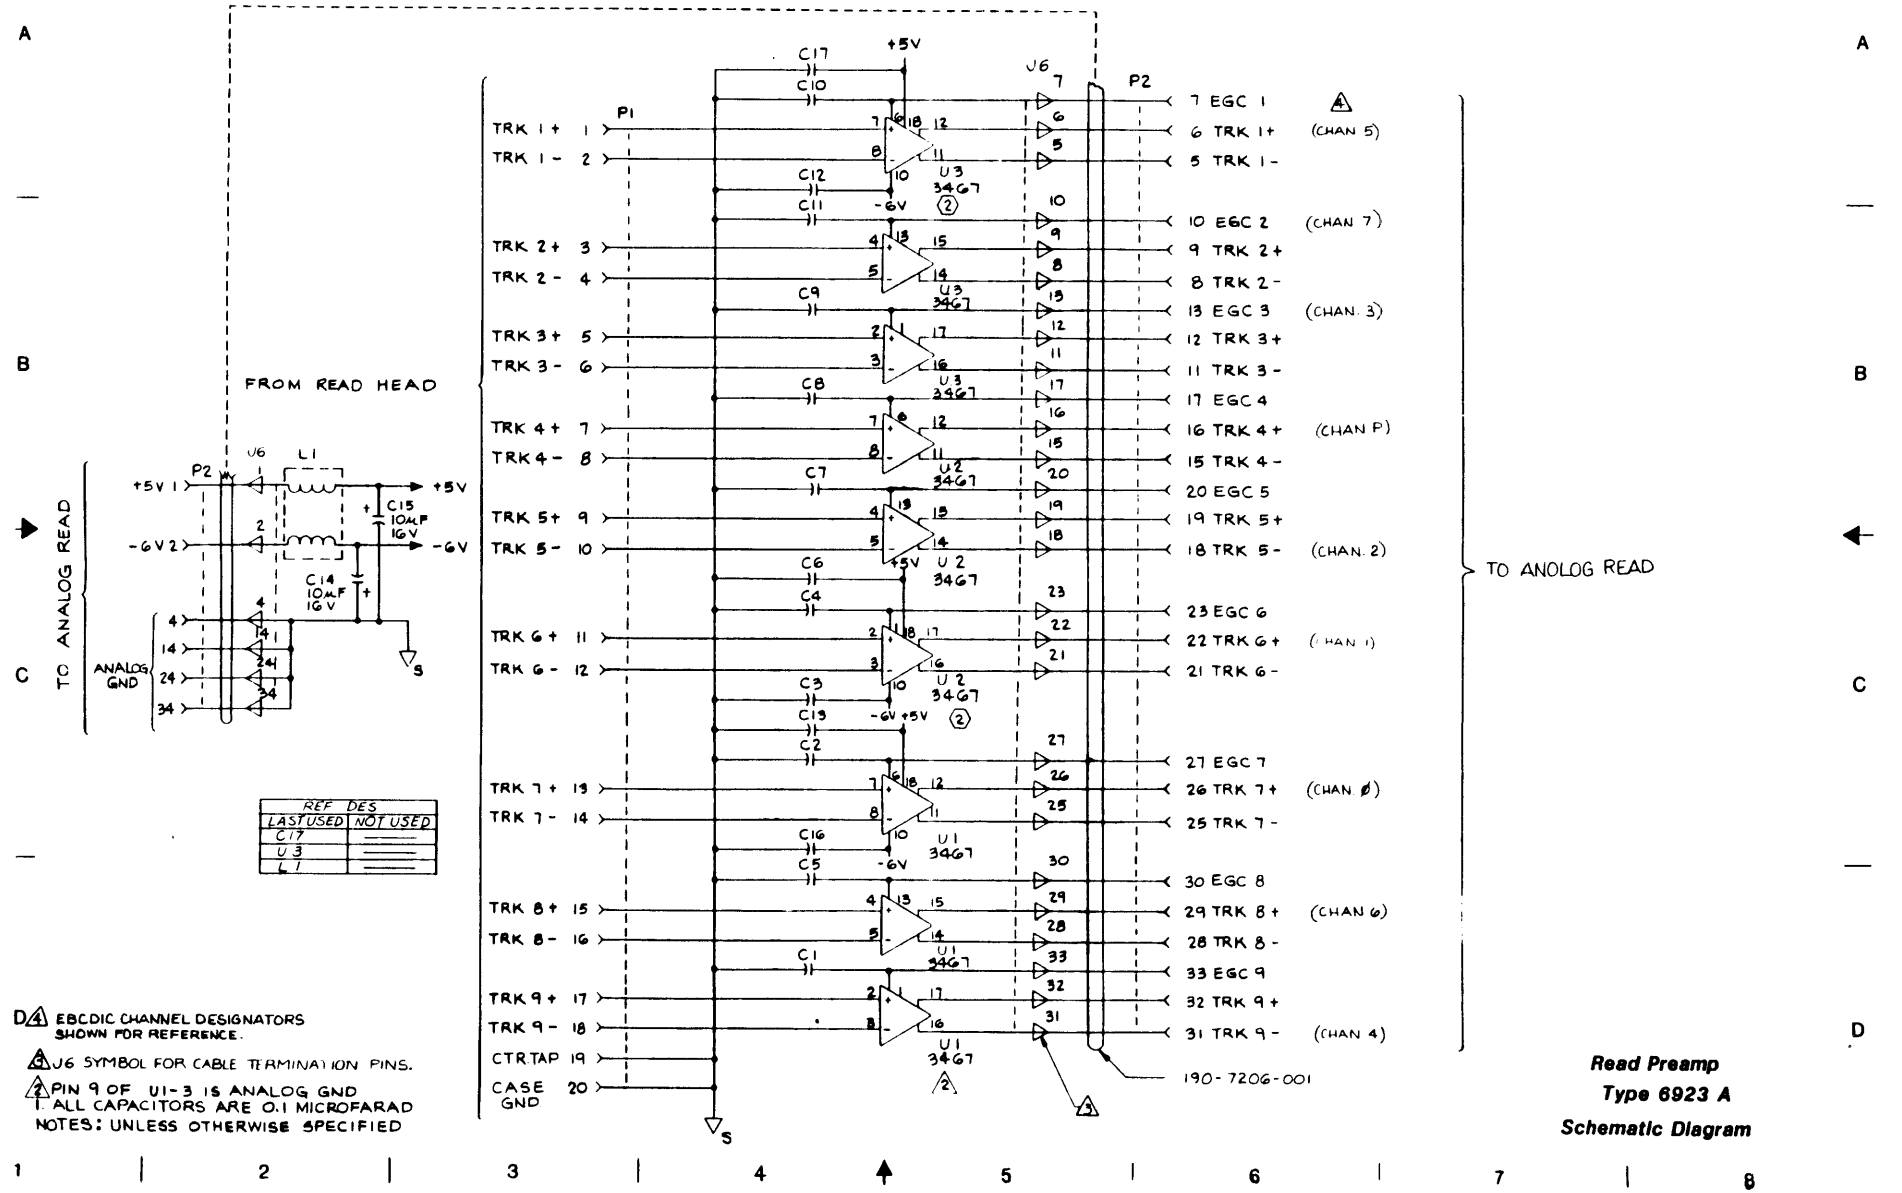 A
A
C17
+5V
J6
7
P2
C10
7 EGC 1
4
P1
6 18
TRK 1+ 1
7 + 12
6
6 TRK 1+ (CHAN 5)
TRK 1- 2
8 - 11
5
5 TRK 1-
C12
10
U3
3467
C11
-6V
2
10
10 EGC 2 (CHAN 7)
13
TRK 2+ 3
4 + 15
9
9 TRK 2+
TRK 2- 4
5 - 14
8
8 TRK 2-
C9
U3
3467
13
13 EGC 3 (CHAN. 3)
1
TRK 3+ 5
2 + 17
12
12 TRK 3+
B
TRK 3- 6
3 - 16
11
11 TRK 3-
B
FROM READ HEAD
C8
U3
3467
17
17 EGC 4
6
TRK 4+ 7
7 + 12
16
16 TRK 4+ (CHAN P)
TRK 4- 8
8 - 11
15
15 TRK 4-
C7
U2
3467
20
20 EGC 5
13
TRK 5+ 9
4 + 15
19
19 TRK 5+
TRK 5- 10
5 - 14
18
18 TRK 5- (CHAN. 2)
C6
+5V
U2
3467
C4
23
23 EGC 6
1 18
TRK 6+ 11
2 + 17
22
22 TRK 6+ (CHAN 1)
TRK 6- 12
3 - 16
21
21 TRK 6-
C3
10
U2
3467
C13
-6V +5V
2
C2
27
27 EGC 7
6 18
TRK 7+ 13
7 + 12
26
26 TRK 7+ (CHAN. Ø)
TRK 7- 14
8 - 11
25
25 TRK 7-
C16
10
U1
3467
C5
-6V
30
30 EGC 8
13
TRK 8+ 15
4 + 15
29
29 TRK 8+ (CHAN 6)
TRK 8- 16
5 - 14
28
28 TRK 8-
C1
U1
3467
33
33 EGC 9
1
TRK 9+ 17
2 + 17
32
32 TRK 9+
TRK 9- 18
3 - 16
31
31 TRK 9- (CHAN 4)
CTR.TAP 19
U1
3467
2
CASE 20
GND
S
3
190-7206-001
TO ANOLOG READ
TO ANALOG READ
P2
J6
L1
+5V 1
+5V
+
C15
10µF
16V
-6V 2
2
-6V
C14
10µF
16V
+
4
4
14
14
ANALOG
GND
24
24
34
34
S
C
C
REF DES
LAST USED NOT USED
C17
U3
L1
D
D
4 EBCDIC CHANNEL DESIGNATORS
SHOWN FOR REFERENCE.
3 J6 SYMBOL FOR CABLE TERMINATION PINS.
2 PIN 9 OF U1-3 IS ANALOG GND
1. ALL CAPACITORS ARE 0.1 MICROFARAD
NOTES: UNLESS OTHERWISE SPECIFIED
Read Preamp
Type 6923 A
Schematic Diagram
1 2 3 4 5 6 7 8